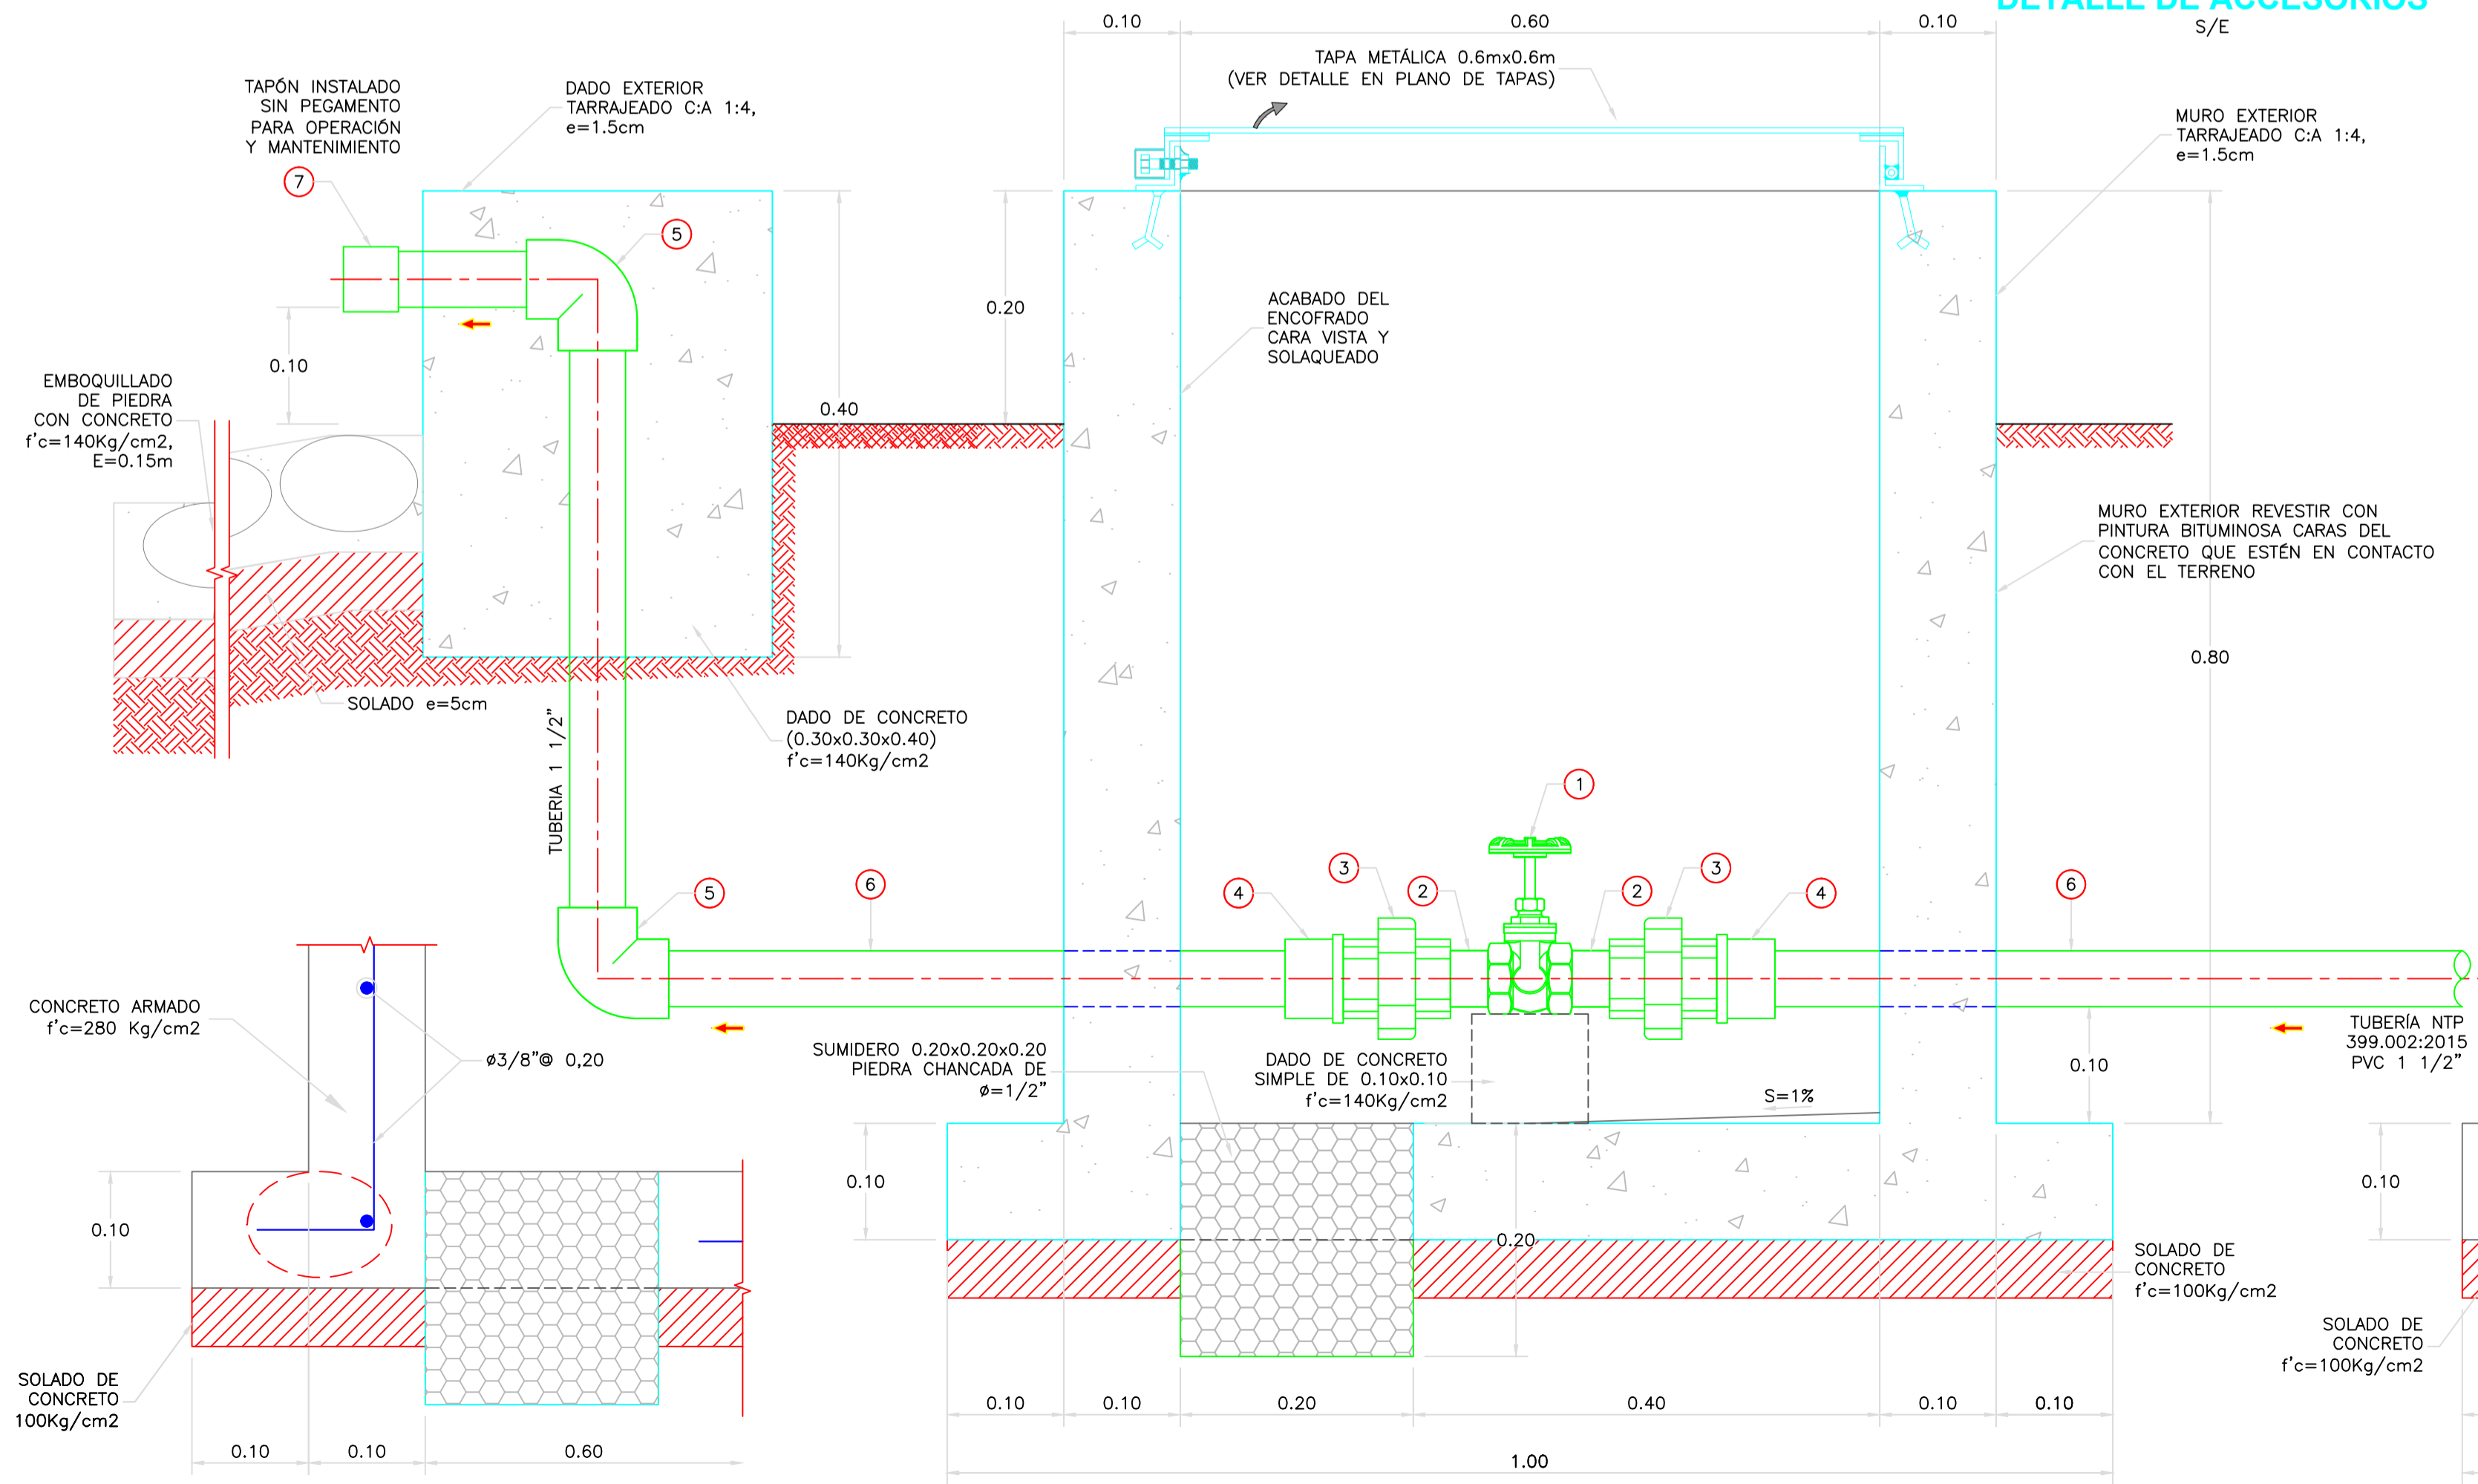 DETALLE DE ACCESORIOS
S/E
0.10
0.60
0.10
TAPA METÁLICA 0.6mx0.6m
(VER DETALLE EN PLANO DE TAPAS)
TAPÓN INSTALADO
SIN PEGAMENTO
PARA OPERACIÓN
Y MANTENIMIENTO
7
DADO EXTERIOR
TARRAJEADO C:A 1:4,
e=1.5cm
MURO EXTERIOR
TARRAJEADO C:A 1:4,
e=1.5cm
5
0.20
ACABADO DEL
ENCOFRADO
CARA VISTA Y
SOLAQUEADO
0.10
EMBOQUILLADO
DE PIEDRA
CON CONCRETO
f'c=140Kg/cm2,
E=0.15m
0.40
MURO EXTERIOR REVESTIR CON
PINTURA BITUMINOSA CARAS DEL
CONCRETO QUE ESTÉN EN CONTACTO
CON EL TERRENO
0.80
SOLADO e=5cm
TUBERIA 1 1/2"
DADO DE CONCRETO
(0.30x0.30x0.40)
f'c=140Kg/cm2
1
5
6
4
3
2
2
3
4
6
CONCRETO ARMADO
f'c=280 Kg/cm2
ø3/8"@ 0,20
SUMIDERO 0.20x0.20x0.20
PIEDRA CHANCADA DE
ø=1/2"
DADO DE CONCRETO
SIMPLE DE 0.10x0.10
f'c=140Kg/cm2
S=1%
0.10
TUBERÍA NTP
399.002:2015
PVC 1 1/2"
0.10
0.10
0.20
0.10
SOLADO DE
CONCRETO
f'c=100Kg/cm2
SOLADO DE
CONCRETO
f'c=100Kg/cm2
SOLADO DE
CONCRETO
100Kg/cm2
0.10
0.10
0.60
0.10
0.10
0.20
0.40
0.10
0.10
1.00